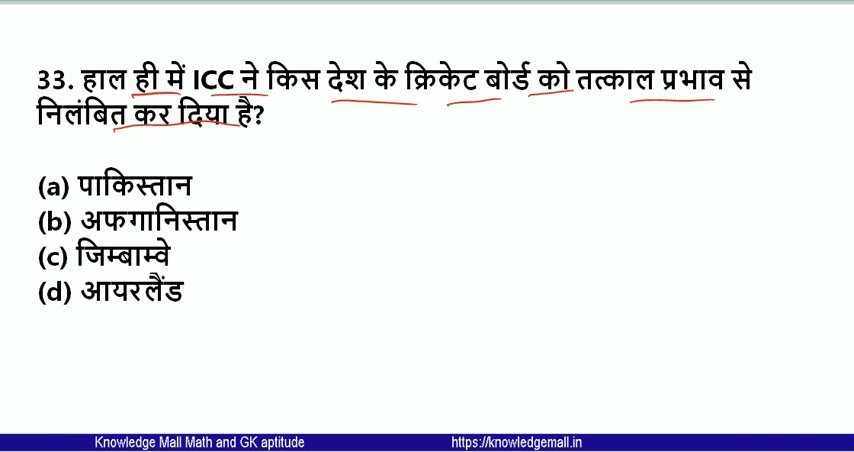 33. हाल ही में ICC ने किस देश के क्रिकेट बोर्ड को तत्काल प्रभाव से
निलंबित कर दिया है?
(a) पाकिस्तान
(b) अफगानिस्तान
(c) जिम्बाम्वे
(d) आयरलैंड
Knowledge Mall Math and GK aptitude https://knowledgemall.in